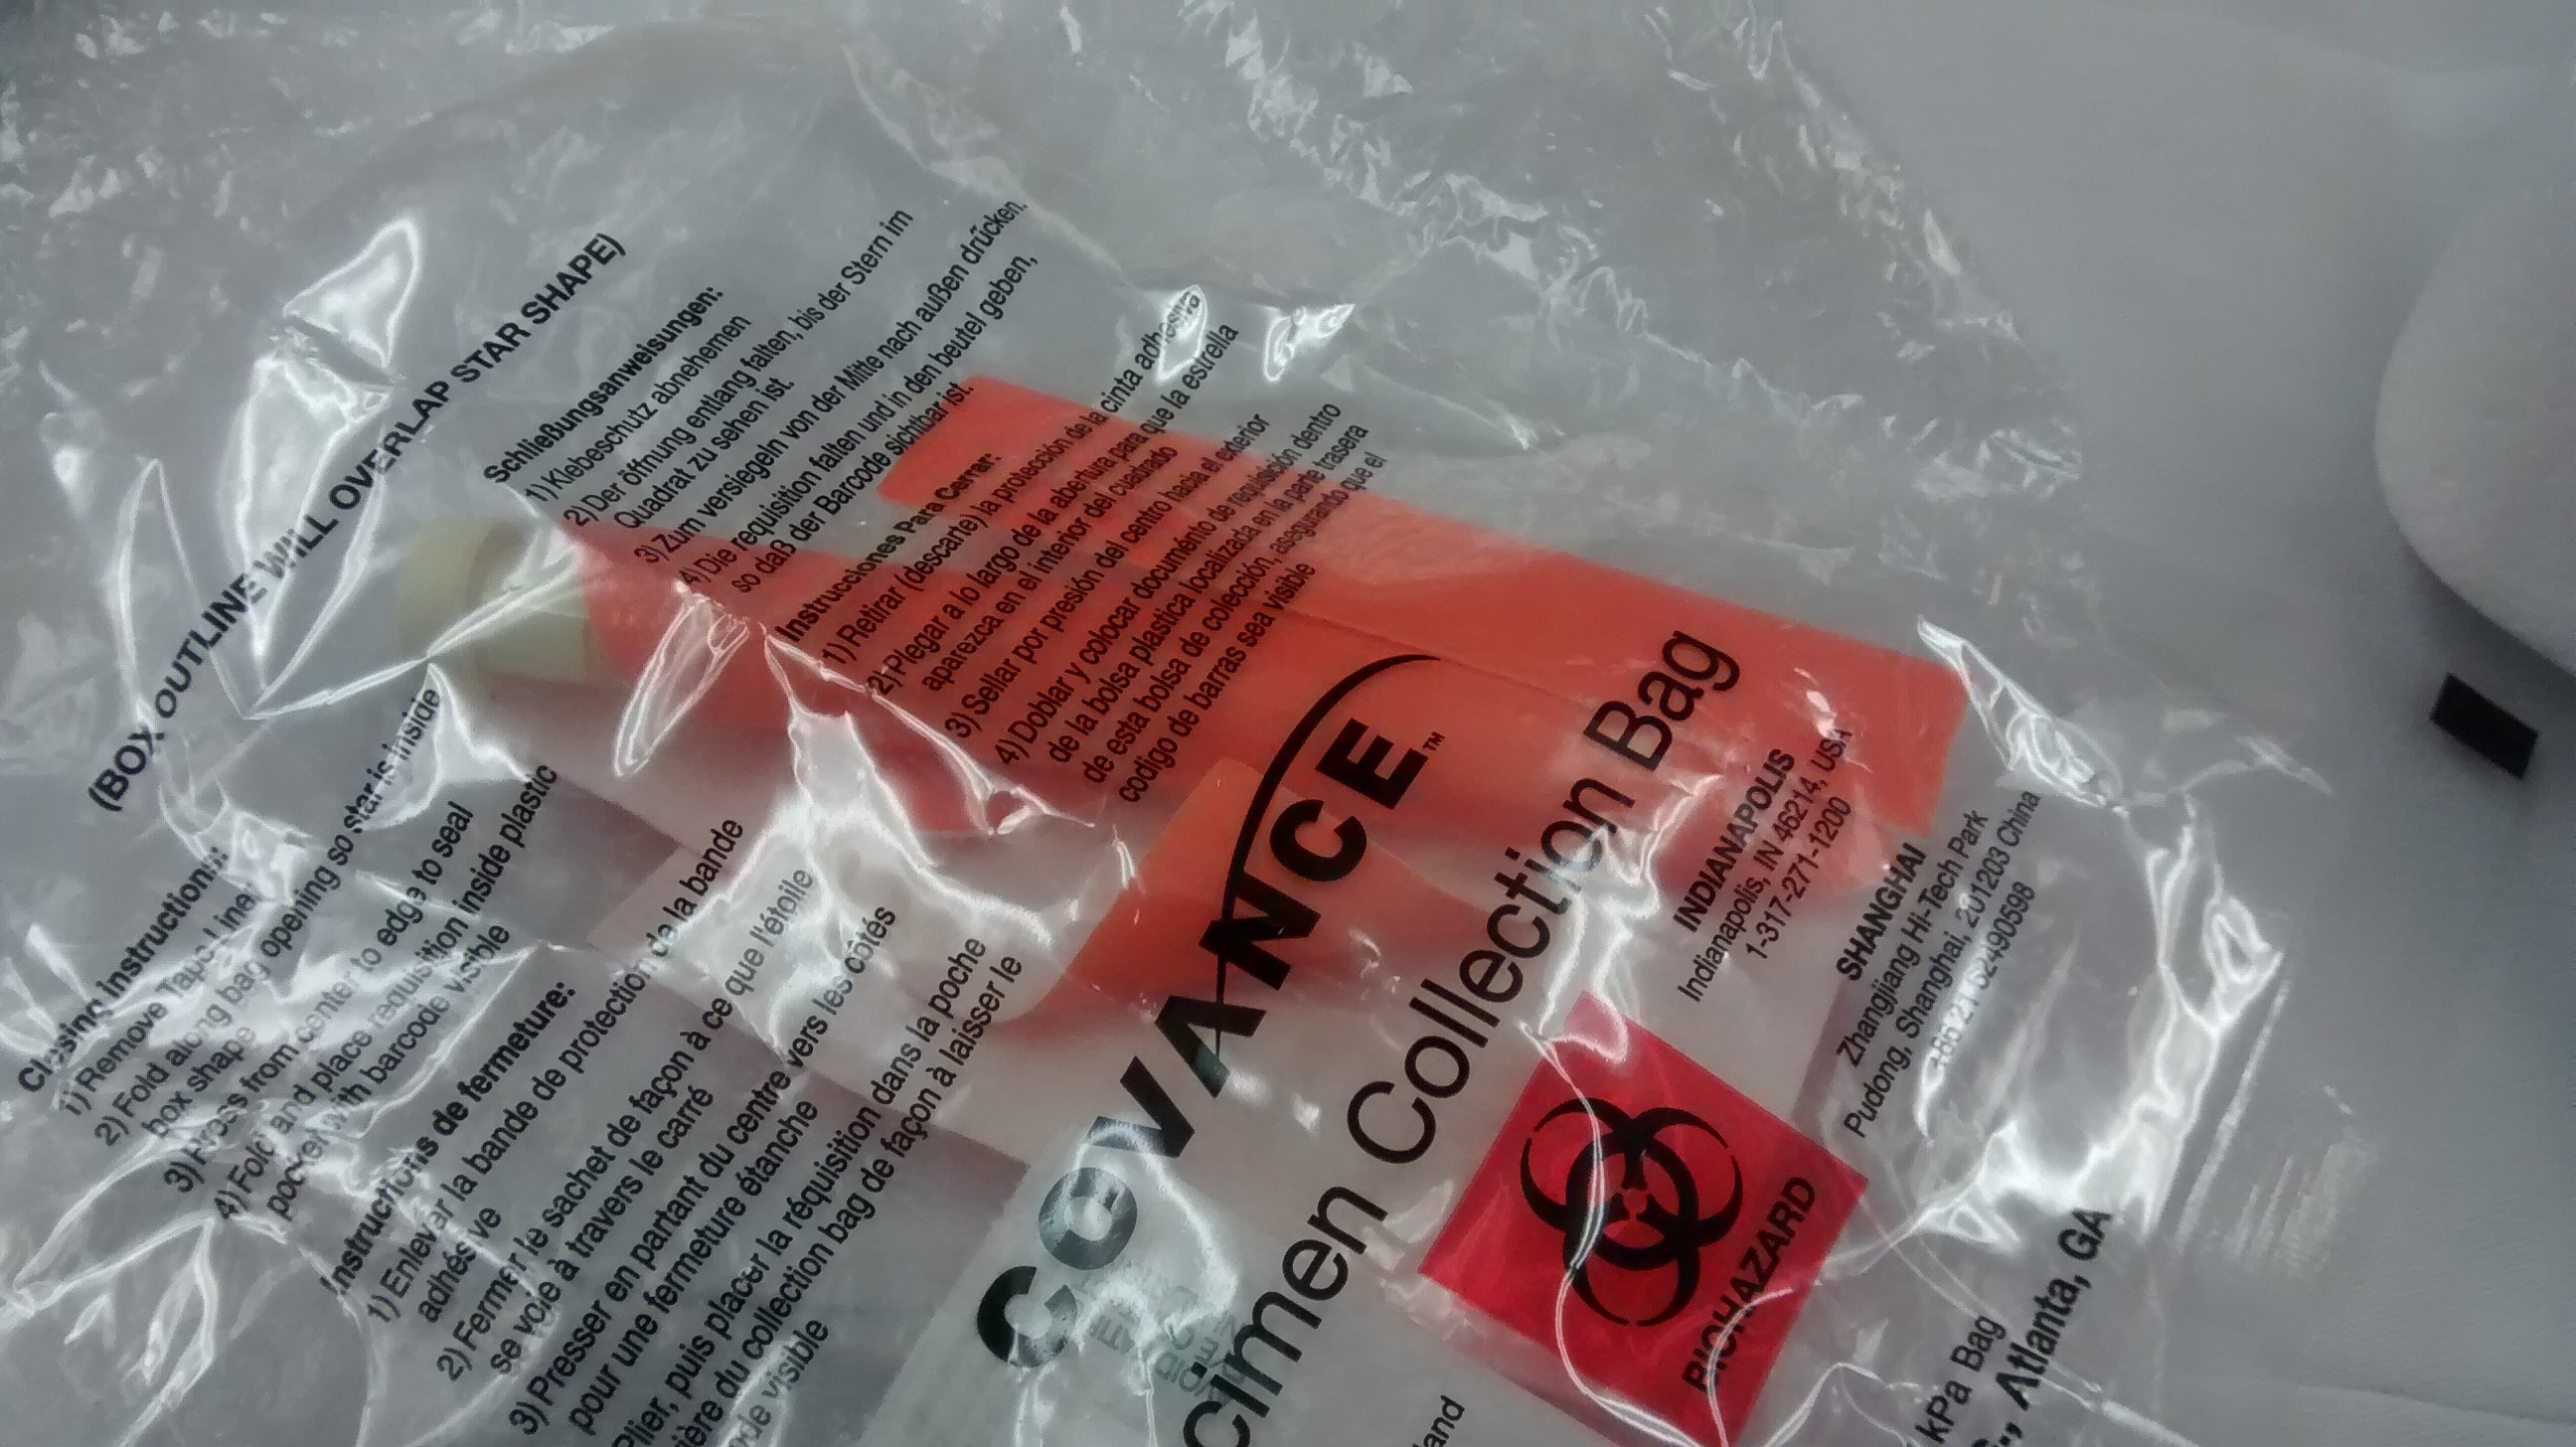 (BOX OUTLINE WILL OVERLAP STAR SHAPE)
Closing Instructions:
1) Remove Tape Liner
2) Fold along bag opening so star is inside
box shape
3) Press from center to edge to seal
4) Fold and place requisition inside plastic
pocket with barcode visible
Instructions de fermeture:
1) Enlever la bande de protection de la bande
adhésive
2) Fermer le sachet de façon à ce que l'étoile
se voie à travers le carré
3) Presser en partant du centre vers les côtés
pour une fermeture étanche
Plier, puis placer la réquisition dans la poche
ière du collection bag de façon à laisser le
ode visible
Schließungsanweisungen:
1) Klebeschutz abnehemen
2) Der öffnung entlang falten, bis der Stern im
Quadrat zu sehen ist.
3) Zum versiegeln von der Mitte nach außen drűcken.
4) Die requisition falten und in den beutel geben,
so daß der Barcode sichtbar ist.
Instrucciones Para Cerrar:
1) Retirar (descarte) la protección de la cinta adhesiva
2) Plegar a lo largo de la abertura para que la estrella
aparezca en el interior del cuadrado
3) Sellar por presión del centro hacia el exterior
4) Doblar y colocar documento de requisición dentro
de la bolsa plastica localizada en la parte trasera
de esta bolsa de colección, asegurando que el
codigo de barras sea visible
COVANCE™
cimen Collection Bag
INDIANAPOLIS
Indianapolis, IN 46214, USA
1-317-271-1200
SHANGHAI
Zhangjiang Hi-Tech Park
Pudong, Shanghai, 201203 China
+86 21 52490598
BIOHAZARD
land
kPa Bag
, Atlanta, GA